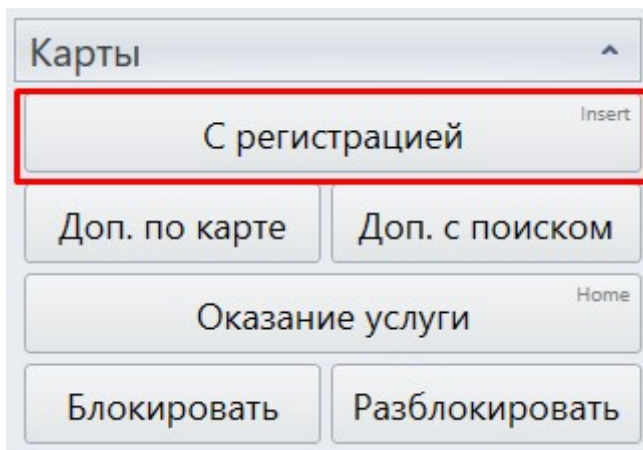 Карты
Insert
С регистрацией
Доп. по карте
Доп. с поиском
Home
Оказание услуги
Блокировать
Разблокировать